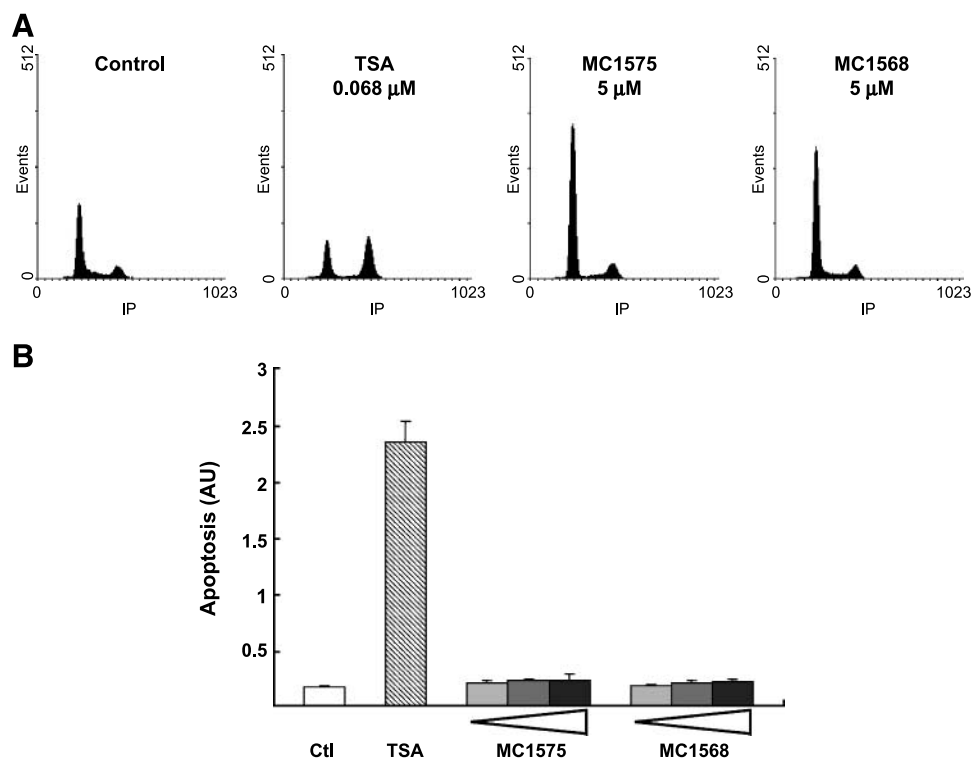 A
Control
512
Events
0
0
1023
IP
TSA
0.068 µM
512
Events
0
0
1023
IP
MC1575
5 µM
512
Events
0
0
1023
IP
MC1568
5 µM
512
Events
0
0
1023
IP
B
Apoptosis (AU)
3
2.5
2
1.5
1
0.5
Ctl
TSA
MC1575
MC1568